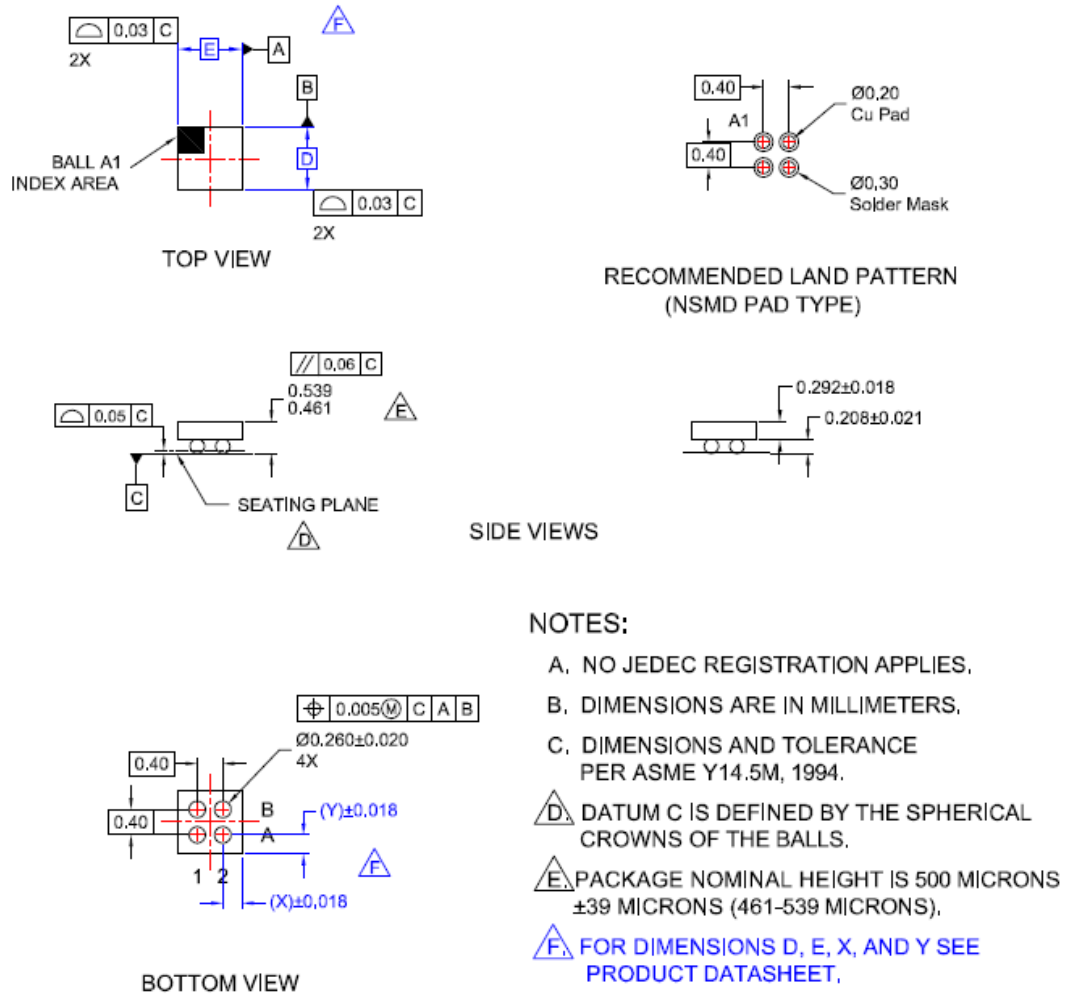 ⌓ 0.03 C
2X
E
A
F
B
D
BALL A1
INDEX AREA
⌓ 0.03 C
2X
TOP VIEW
0.40
A1
0.40
Ø0.20
Cu Pad
Ø0.30
Solder Mask
RECOMMENDED LAND PATTERN
(NSMD PAD TYPE)
// 0.06 C
0.539
0.461
E
⌓ 0.05 C
C
SEATING PLANE
D
0.292±0.018
0.208±0.021
SIDE VIEWS
⌖ 0.005Ⓜ C A B
Ø0.260±0.020
4X
0.40
0.40
B
A
1 2
(Y)±0.018
F
(X)±0.018
BOTTOM VIEW
NOTES:
A. NO JEDEC REGISTRATION APPLIES.
B. DIMENSIONS ARE IN MILLIMETERS.
C. DIMENSIONS AND TOLERANCE
PER ASME Y14.5M, 1994.
D. DATUM C IS DEFINED BY THE SPHERICAL
CROWNS OF THE BALLS.
E. PACKAGE NOMINAL HEIGHT IS 500 MICRONS
±39 MICRONS (461-539 MICRONS).
F. FOR DIMENSIONS D, E, X, AND Y SEE
PRODUCT DATASHEET.